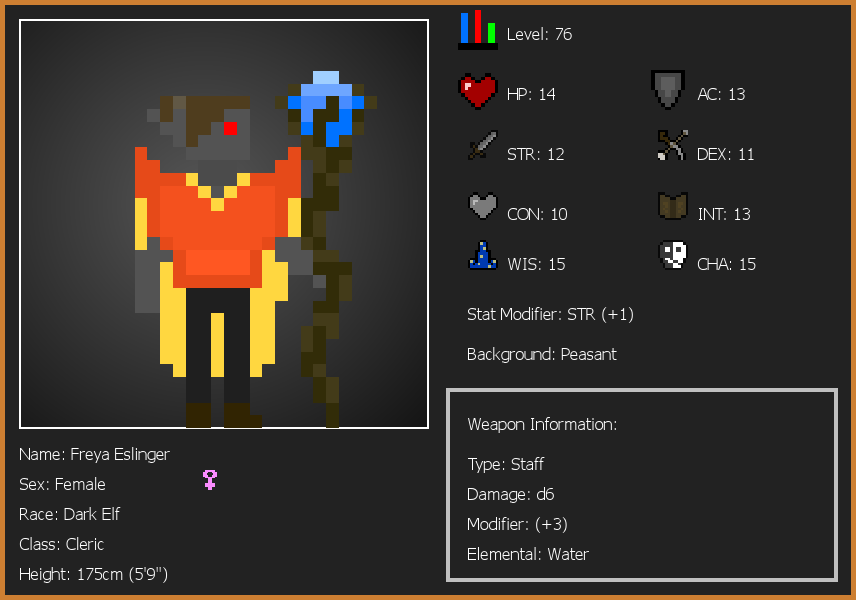 Level: 76
HP: 14
AC: 13
STR: 12
DEX: 11
CON: 10
INT: 13
WIS: 15
CHA: 15
Stat Modifier: STR (+1)
Background: Peasant
Weapon Information:
Type: Staff
Damage: d6
Modifier: (+3)
Elemental: Water
Name: Freya Eslinger
Sex: Female
Race: Dark Elf
Class: Cleric
Height: 175cm (5'9")